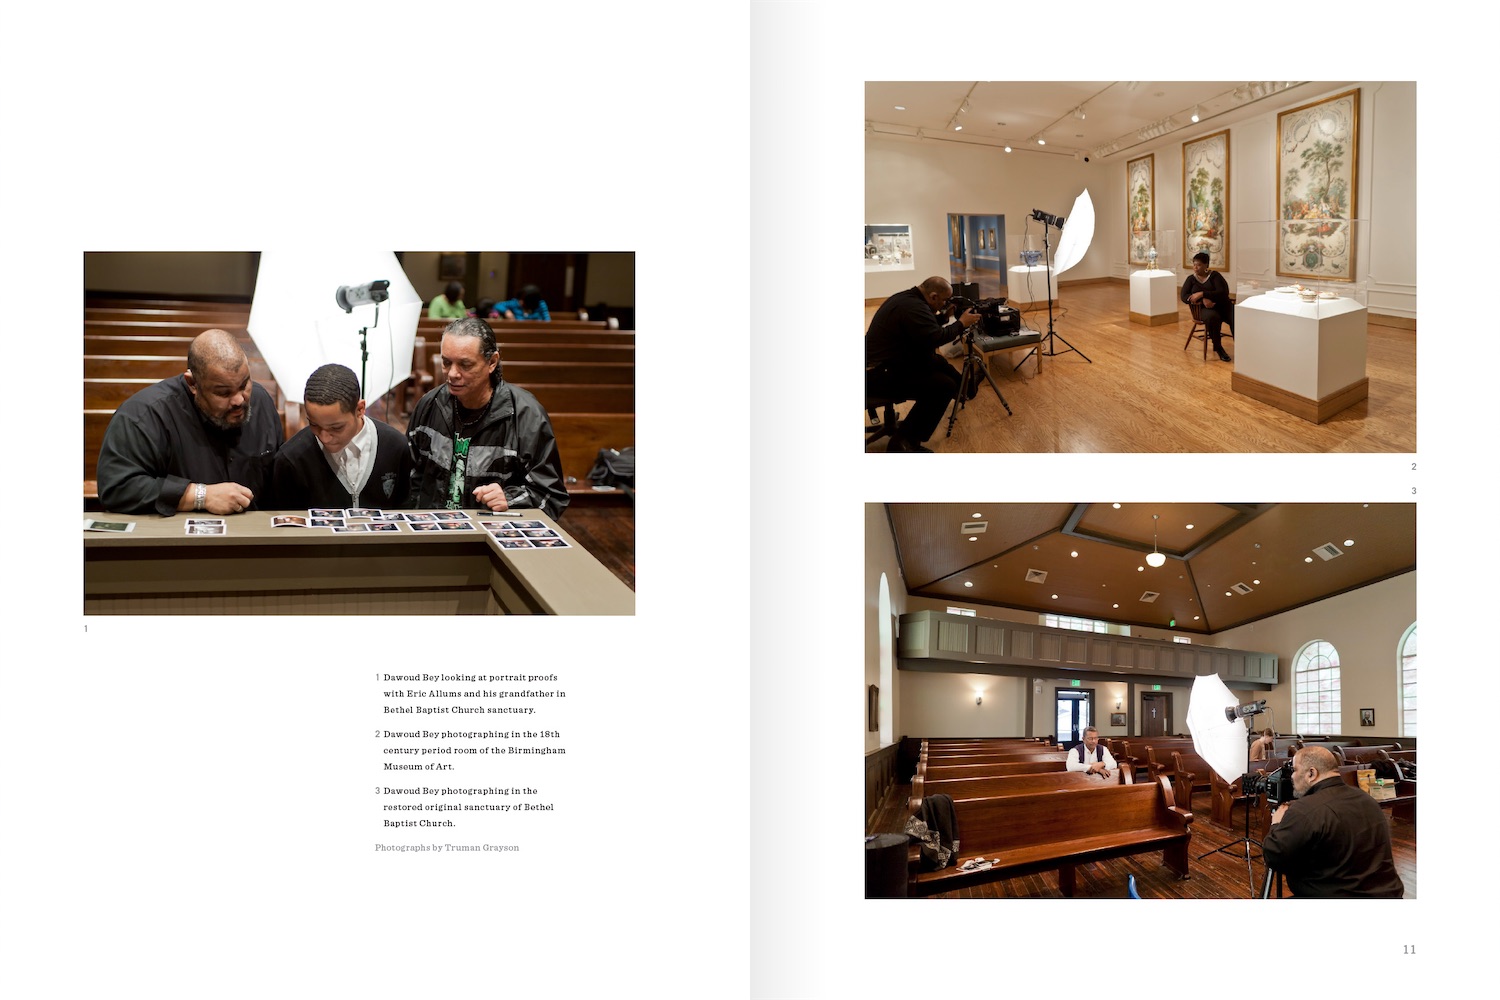 1
1 Dawoud Bey looking at portrait proofs
with Eric Allums and his grandfather in
Bethel Baptist Church sanctuary.
2 Dawoud Bey photographing in the 18th
century period room of the Birmingham
Museum of Art.
3 Dawoud Bey photographing in the
restored original sanctuary of Bethel
Baptist Church.
Photographs by Truman Grayson
2
3
11